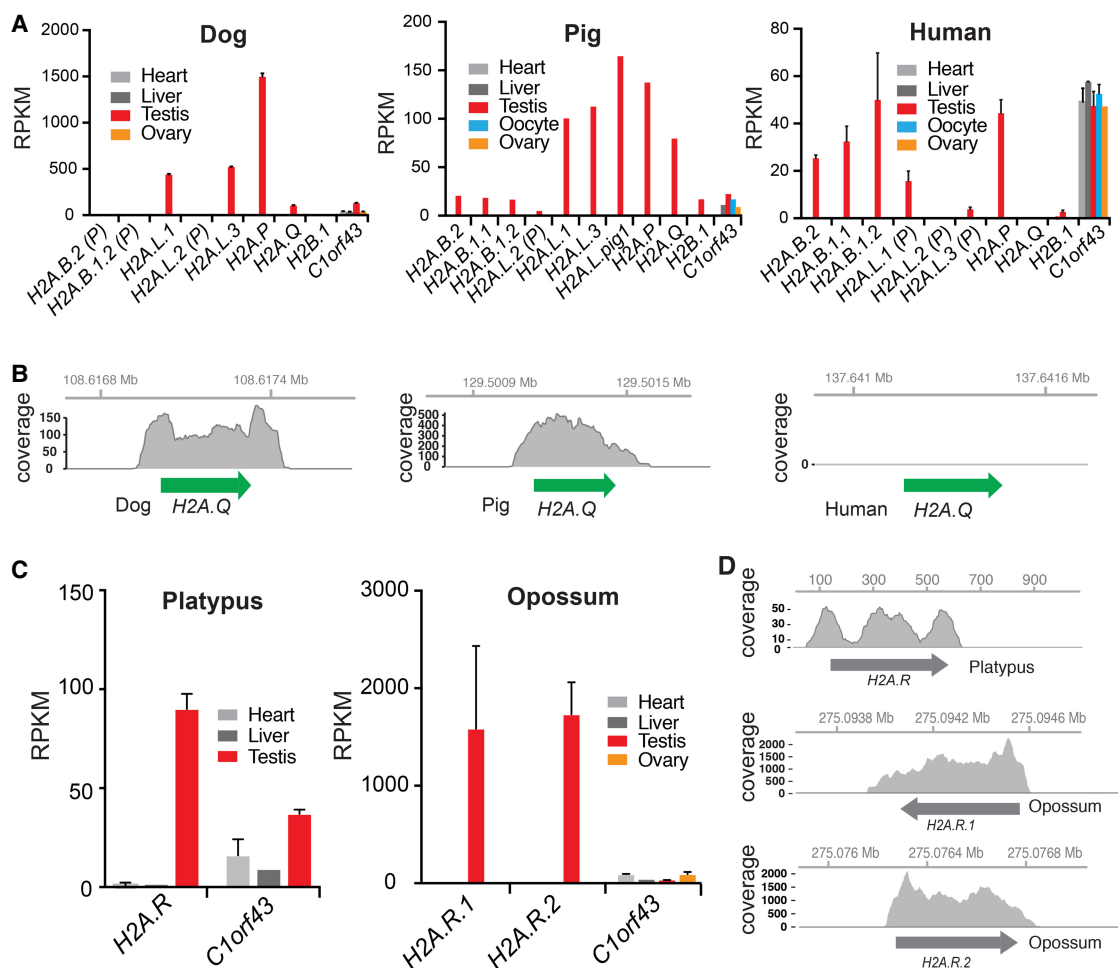 A
Dog
RPKM
2000
1500
1000
500
0
Heart
Liver
Testis
Ovary
H2A.B.2 (P)
H2A.B.1.2 (P)
H2A.L.1
H2A.L.2 (P)
H2A.L.3
H2A.P
H2A.Q
H2B.1
C1orf43
Pig
RPKM
200
150
100
50
0
Heart
Liver
Testis
Oocyte
Ovary
H2A.B.2
H2A.B.1.1
H2A.B.1.2
H2A.L.2 (P)
H2A.L.1
H2A.L.3
H2A.L.pig1
H2A.P
H2A.Q
H2B.1
C1orf43
Human
RPKM
80
60
40
20
0
Heart
Liver
Testis
Oocyte
Ovary
H2A.B.2
H2A.B.1.1
H2A.B.1.2
H2A.L.1 (P)
H2A.L.2 (P)
H2A.L.3 (P)
H2A.P
H2A.Q
H2B.1
C1orf43
B
108.6168 Mb 108.6174 Mb
coverage
150
100
50
0
Dog H2A.Q
129.5009 Mb 129.5015 Mb
coverage
500
400
300
200
100
0
Pig H2A.Q
137.641 Mb 137.6416 Mb
coverage
0
Human H2A.Q
C
Platypus
RPKM
150
100
50
0
Heart
Liver
Testis
H2A.R
C1orf43
Opossum
RPKM
3000
2000
1000
0
Heart
Liver
Testis
Ovary
H2A.R.1
H2A.R.2
C1orf43
D
100 300 500 700 900
coverage
50
30
10
0
H2A.R Platypus
275.0938 Mb 275.0942 Mb 275.0946 Mb
coverage
2000
1500
1000
500
0
H2A.R.1 Opossum
275.076 Mb 275.0764 Mb 275.0768 Mb
coverage
2000
1500
1000
500
0
H2A.R.2 Opossum